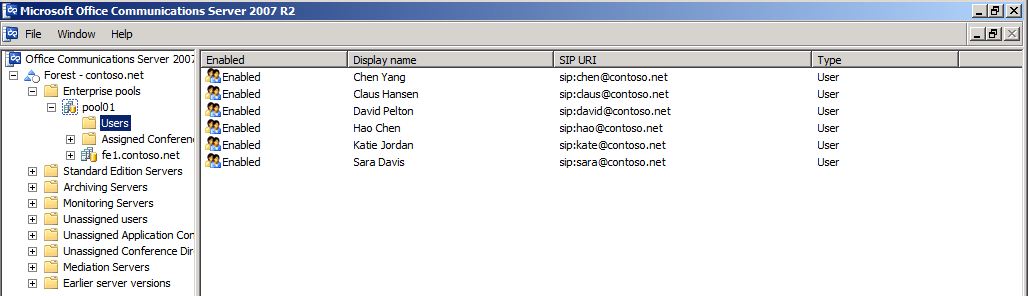 Microsoft Office Communications Server 2007 R2
File Window Help
Office Communications Server 2007
Forest - contoso.net
Enterprise pools
pool01
Users
Assigned Conferenc
fe1.contoso.net
Standard Edition Servers
Archiving Servers
Monitoring Servers
Unassigned users
Unassigned Application Con
Unassigned Conference Dir
Mediation Servers
Earlier server versions
Enabled Display name SIP URI Type
Enabled Chen Yang sip:chen@contoso.net User
Enabled Claus Hansen sip:claus@contoso.net User
Enabled David Pelton sip:david@contoso.net User
Enabled Hao Chen sip:hao@contoso.net User
Enabled Katie Jordan sip:kate@contoso.net User
Enabled Sara Davis sip:sara@contoso.net User